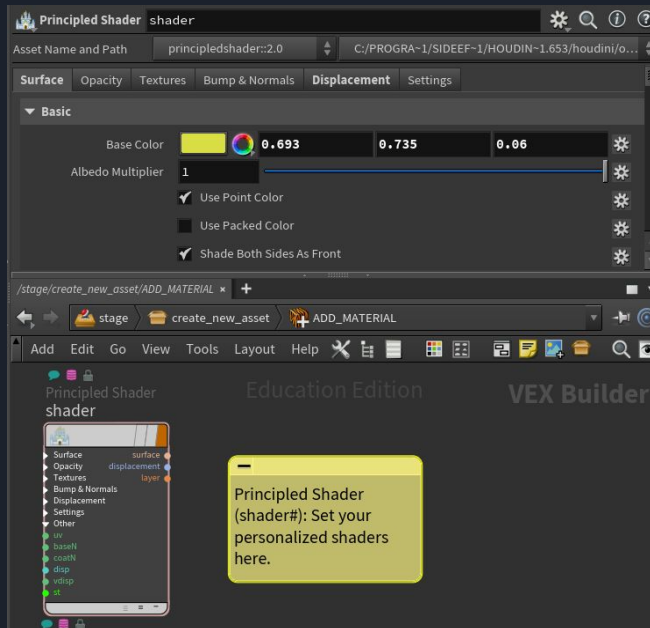 Principled Shader shader
Asset Name and Path principledshader::2.0 C:/PROGRA~1/SIDEEF~1/HOUDIN~1.653/houdini/o...
Surface Opacity Textures Bump & Normals Displacement Settings
Basic
Base Color 0.693 0.735 0.06
Albedo Multiplier 1
Use Point Color
Use Packed Color
Shade Both Sides As Front
/stage/create_new_asset/ADD_MATERIAL × +
stage create_new_asset ADD_MATERIAL
Add Edit Go View Tools Layout Help
Education Edition VEX Builder
Principled Shader
shader
Surface surface
Opacity displacement
Textures layer
Bump & Normals
Displacement
Settings
Other
uv
baseN
coatN
disp
vdisp
st
Principled Shader
(shader#): Set your
personalized shaders
here.